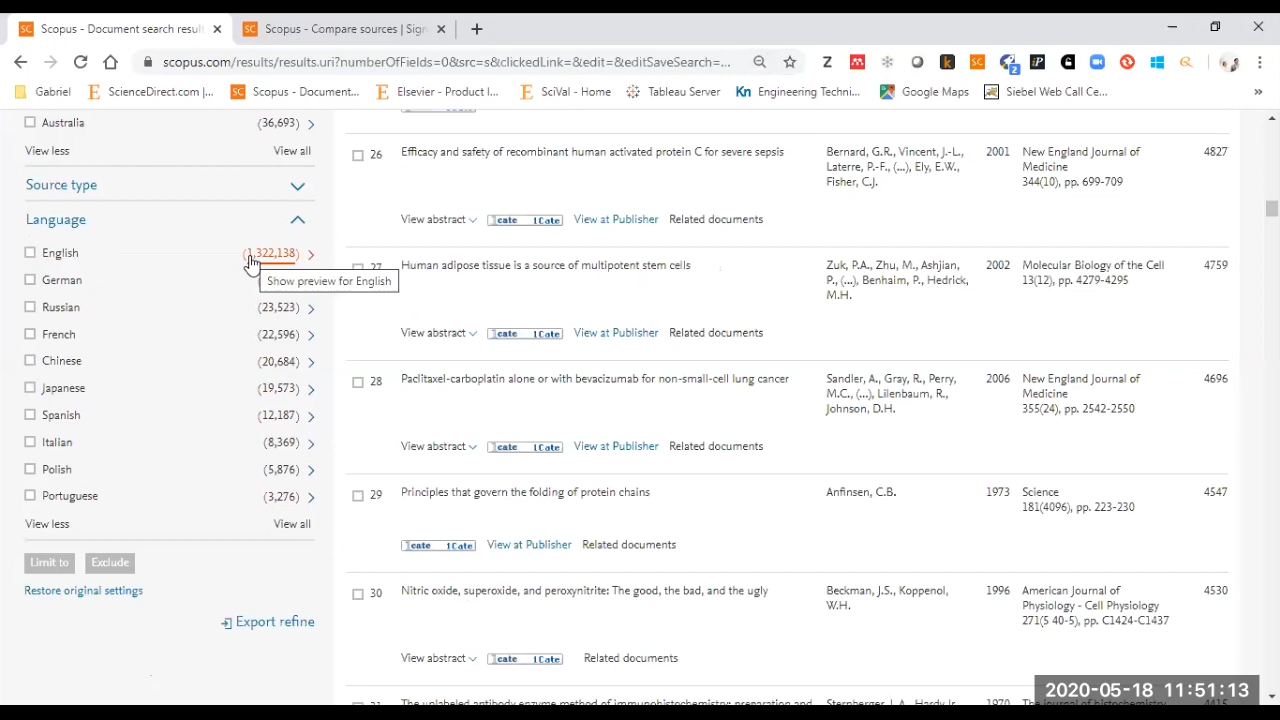 Scopus - Document search result
Scopus - Compare sources | Sign
scopus.com/results/results.uri?numberOfFields=0&src=s&clickedLink=&edit=&editSaveSearch=...
2
Gabriel
ScienceDirect.com |...
Scopus - Document...
Elsevier - Product I...
SciVal - Home
Tableau Server
Engineering Techni...
Google Maps
Siebel Web Call Ce...
»
Australia (36,693)
View less View all
Source type
Language
English (1,322,138)
Show preview for English
German
Russian (23,523)
French (22,596)
Chinese (20,684)
Japanese (19,573)
Spanish (12,187)
Italian (8,369)
Polish (5,876)
Portuguese (3,276)
View less View all
Limit to Exclude
Restore original settings
Export refine
26 Efficacy and safety of recombinant human activated protein C for severe sepsis
Bernard, G.R., Vincent, J.-L.,
Laterre, P.-F., (...), Ely, E.W.,
Fisher, C.J.
2001
New England Journal of
Medicine
344(10), pp. 699-709
4827
View abstract View at Publisher Related documents
27 Human adipose tissue is a source of multipotent stem cells
Zuk, P.A., Zhu, M., Ashjian,
P., (...), Benhaim, P., Hedrick,
M.H.
2002
Molecular Biology of the Cell
13(12), pp. 4279-4295
4759
View abstract View at Publisher Related documents
28 Paclitaxel-carboplatin alone or with bevacizumab for non-small-cell lung cancer
Sandler, A., Gray, R., Perry,
M.C., (...), Lilenbaum, R.,
Johnson, D.H.
2006
New England Journal of
Medicine
355(24), pp. 2542-2550
4696
View abstract View at Publisher Related documents
29 Principles that govern the folding of protein chains
Anfinsen, C.B.
1973
Science
181(4096), pp. 223-230
4547
View at Publisher Related documents
30 Nitric oxide, superoxide, and peroxynitrite: The good, the bad, and the ugly
Beckman, J.S., Koppenol,
W.H.
1996
American Journal of
Physiology - Cell Physiology
271(5 40-5), pp. C1424-C1437
4530
View abstract Related documents
2020-05-18 11:51:13